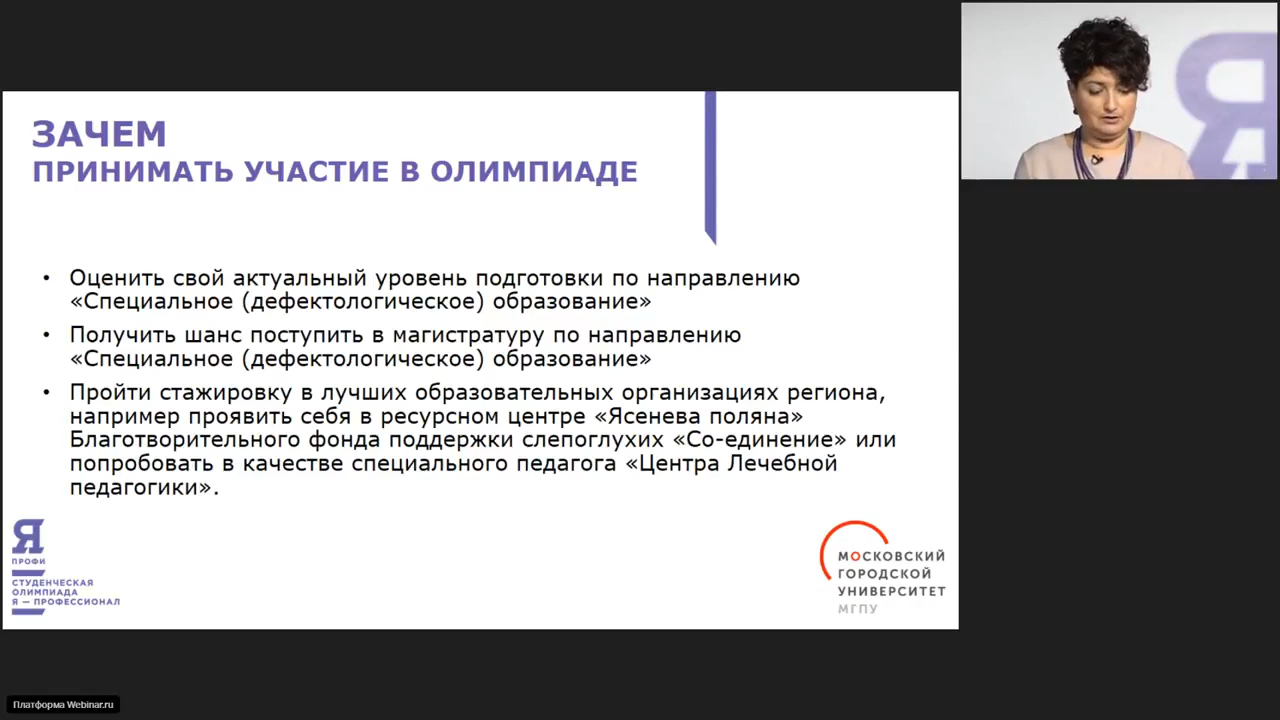 ЗАЧЕМ
ПРИНИМАТЬ УЧАСТИЕ В ОЛИМПИАДЕ
• Оценить свой актуальный уровень подготовки по направлению
«Специальное (дефектологическое) образование»
• Получить шанс поступить в магистратуру по направлению
«Специальное (дефектологическое) образование»
• Пройти стажировку в лучших образовательных организациях региона,
например проявить себя в ресурсном центре «Ясенева поляна»
Благотворительного фонда поддержки слепоглухих «Со-единение» или
попробовать в качестве специального педагога «Центра Лечебной
педагогики».
Я
ПРОФИ
СТУДЕНЧЕСКАЯ
ОЛИМПИАДА
Я — ПРОФЕССИОНАЛ
МОСКОВСКИЙ
ГОРОДСКОЙ
УНИВЕРСИТЕТ
МГПУ
Платформа Webinar.ru